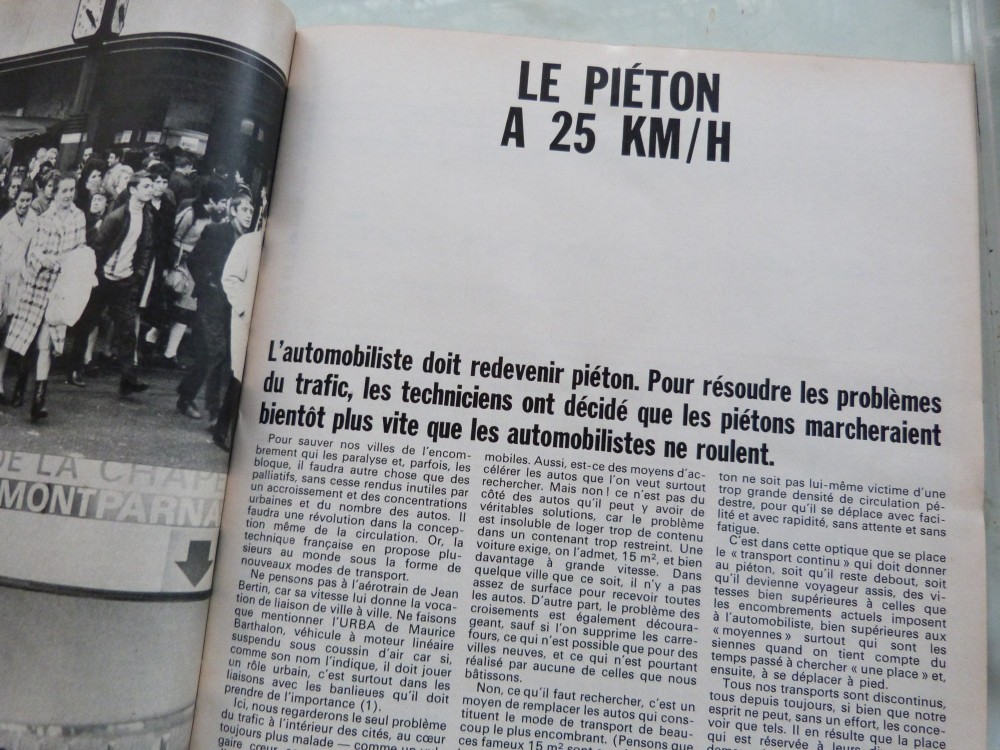 LE PIÉTON
A 25 KM/H
L'automobiliste doit redevenir piéton. Pour résoudre les problèmes
du trafic, les techniciens ont décidé que les piétons marcheraient
bientôt plus vite que les automobilistes ne roulent.
Pour sauver nos villes de l'encom-
brement qui les paralyse et, parfois, les
bloque, il faudra autre chose que des
palliatifs, sans cesse rendus inutiles par
un accroissement et des concentrations
urbaines et du nombre des autos. Il
faudra une révolution dans la concep-
tion même de la circulation. Or, la
technique française en propose plu-
sieurs au monde sous la forme de
nouveaux modes de transport.
Ne pensons pas à l'aérotrain de Jean
Bertin, car sa vitesse lui donne la voca-
tion de liaison de ville à ville. Ne faisons
que mentionner l'URBA de Maurice
Barthalon, véhicule à moteur linéaire
suspendu sous coussin d'air car si,
comme son nom l'indique, il doit jouer
un rôle urbain, c'est surtout dans les
liaisons avec les banlieues qu'il doit
prendre de l'importance (1).
Ici, nous regarderons le seul problème
du trafic à l'intérieur des cités, au cœur
toujours plus malade — comme un
gaire cœur
mobiles. Aussi, est-ce des moyens d'ac-
célérer les autos que l'on veut surtout
rechercher. Mais non ! ce n'est pas du
côté des autos qu'il peut y avoir de
véritables solutions, car le problème
est insoluble de loger trop de contenu
dans un contenant trop restreint. Une
voiture exige, on l'admet, 15 m², et bien
davantage à grande vitesse. Dans
quelque ville que ce soit, il n'y a pas
assez de surface pour recevoir toutes
les autos. D'autre part, le problème des
croisements est également découra-
geant, sauf si l'on supprime les carre-
fours, ce qui n'est possible que pour des
villes neuves, et ce qui n'est pourtant
réalisé par aucune de celles que nous
bâtissons.
Non, ce qu'il faut rechercher, c'est un
moyen de remplacer les autos qui cons-
tituent le mode de transport de beau-
coup le plus encombrant. (Pensons que
ces fameux 15 m² sont
ton ne soit pas lui-même victime d'une
trop grande densité de circulation pé-
destre, pour qu'il se déplace avec faci-
lité et avec rapidité, sans attente et sans
fatigue.
C'est dans cette optique que se place
le « transport continu » qui doit donner
au piéton, soit qu'il reste debout, soit
qu'il devienne voyageur assis, des vi-
tesses bien supérieures à celles que
les encombrements actuels imposent
à l'automobiliste, bien supérieures aux
« moyennes » surtout qui sont les
siennes quand on tient compte du
temps passé à chercher « une place » et,
ensuite, à se déplacer à pied.
Tous nos transports sont discontinus,
tous depuis toujours, si bien que notre
esprit ne peut, sans un effort, les conce-
voir que tels. Il en résulte que la place
qui est réservée à leurs
DE LA CHAPE
MONTPARNA